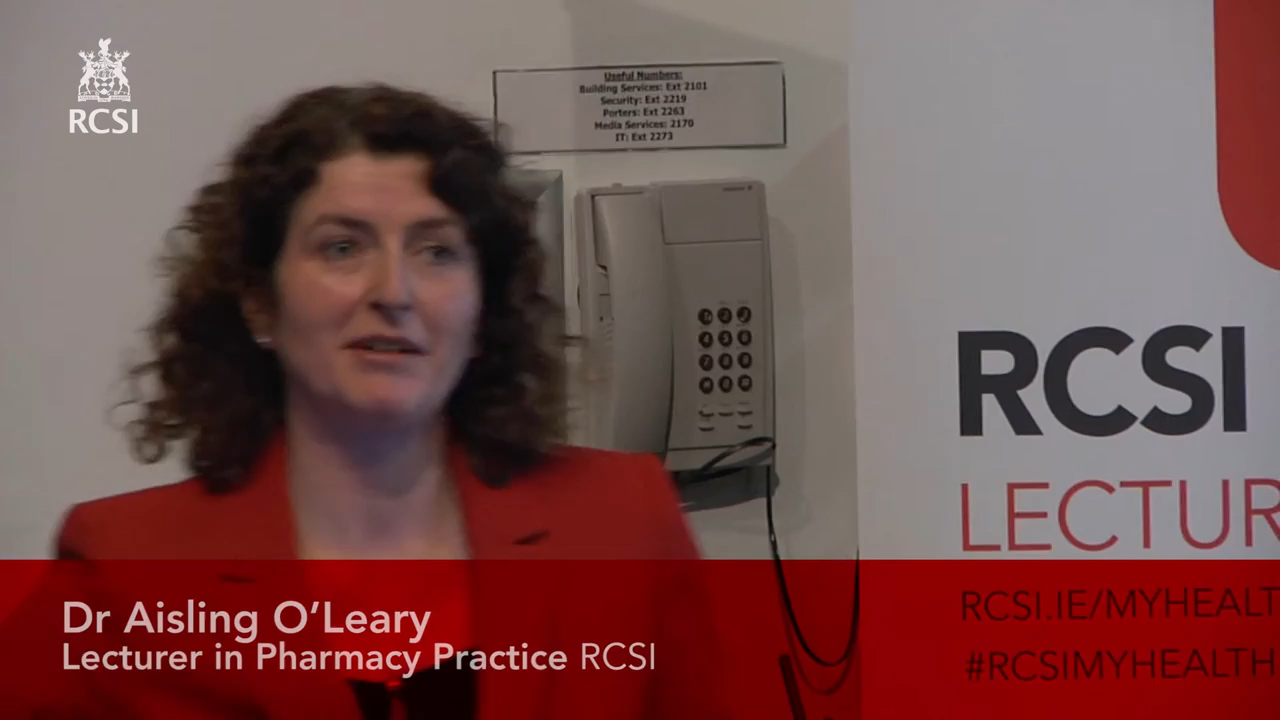 RCSI
Useful Numbers:
Building Services: Ext 2101
Security: Ext 2219
Porters: Ext 2263
Media Services: 2170
IT: Ext 2273
RCSI
LECTUR
RCSI.IE/MYHEALT
#RCSIMYHEALTH
Dr Aisling O'Leary
Lecturer in Pharmacy Practice RCSI